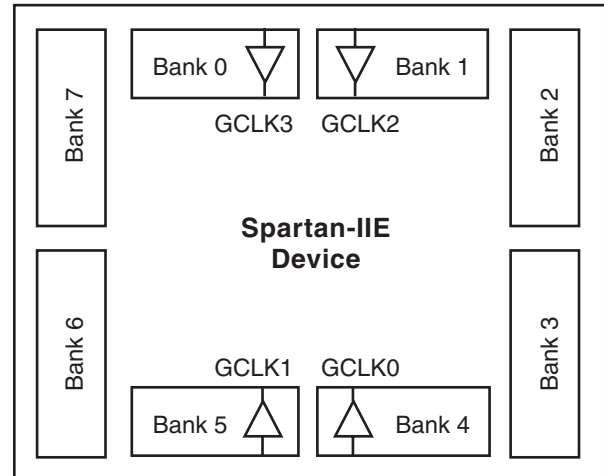 Bank 0
Bank 1
GCLK3
GCLK2
Bank 7
Bank 2
Spartan-IIE
Device
Bank 6
Bank 3
GCLK1
GCLK0
Bank 5
Bank 4